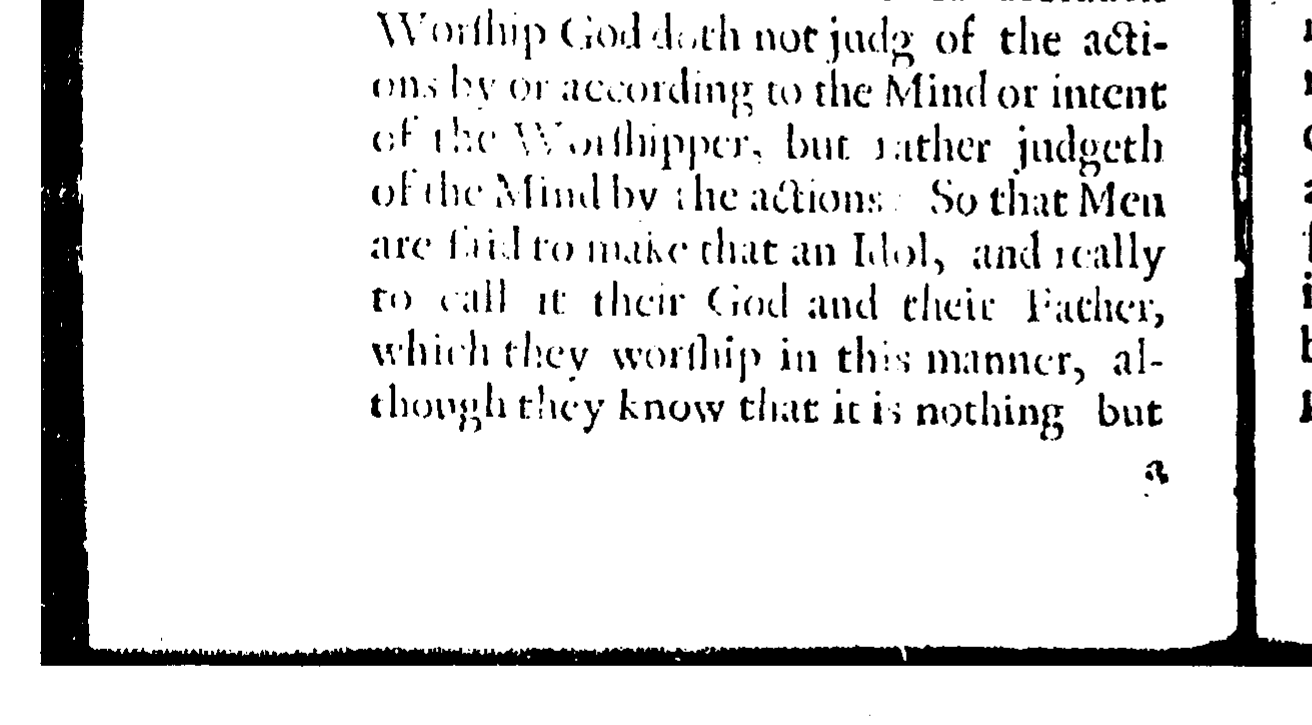 Worſhip God doth not judg of the acti-
ons by or according to the Mind or intent
of the Worſhipper, but rather judgeth
of the Mind by the actions: So that Men
are ſaid to make that an Idol, and really
to call it their God and their Father,
which they worſhip in this manner, al-
though they know that it is nothing but
a